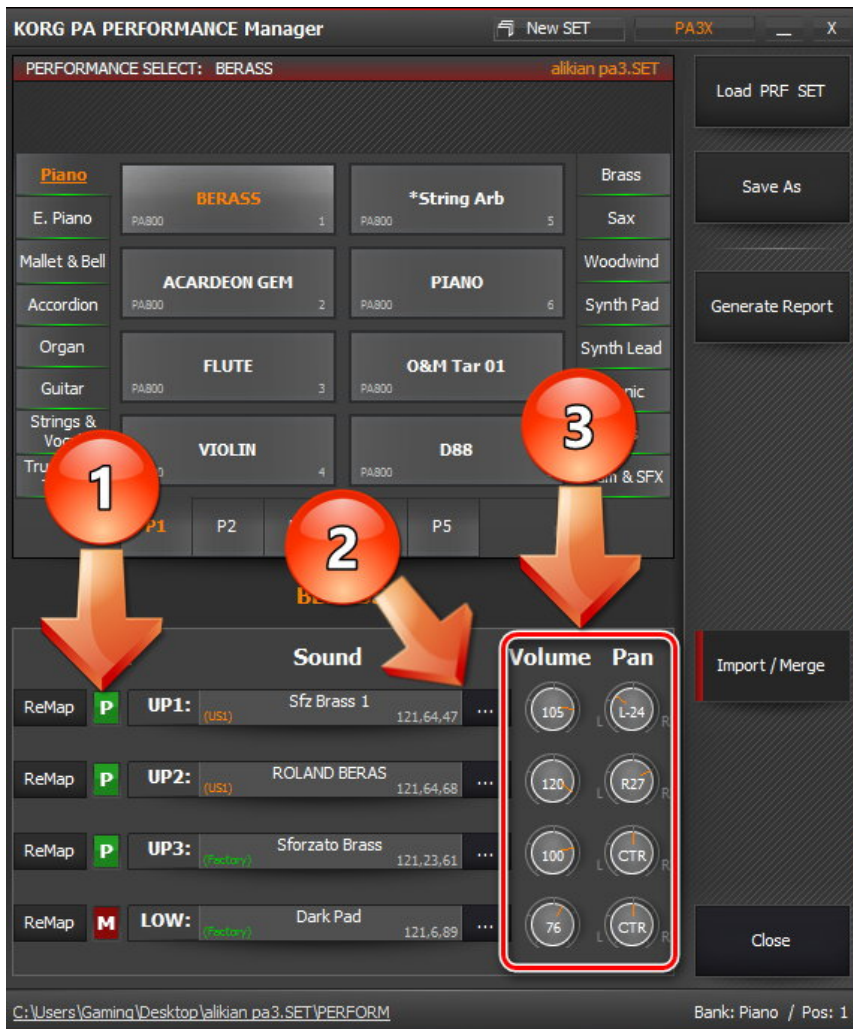 KORG PA PERFORMANCE Manager New SET PA3X _ X
PERFORMANCE SELECT: BERASS alikian pa3.SET
Load PRF SET
Save As
Generate Report
Import / Merge
Close
Piano
E. Piano
Mallet & Bell
Accordion
Organ
Guitar
Strings &
BERASS
PA800 1
*String Arb
PA800 5
ACARDEON GEM
PA800 2
PIANO
PA800 6
FLUTE
PA800 3
O&M Tar 01
PA800
VIOLIN
4
D88
PA800
Brass
Sax
Woodwind
Synth Pad
Synth Lead
& SFX
P1 P2 P5
1
2
3
Sound Volume Pan
ReMap P UP1: (US1) Sfz Brass 1 121,64,47 ... 105 L L-24 R
ReMap P UP2: (US1) ROLAND BERAS 121,64,68 ... 120 L R27 R
ReMap P UP3: (Factory) Sforzato Brass 121,23,61 ... 100 L CTR R
ReMap M LOW: (Factory) Dark Pad 121,6,89 ... 76 L CTR R
C:\Users\Gaming\Desktop\alikian pa3.SET\PERFORM Bank: Piano / Pos: 1